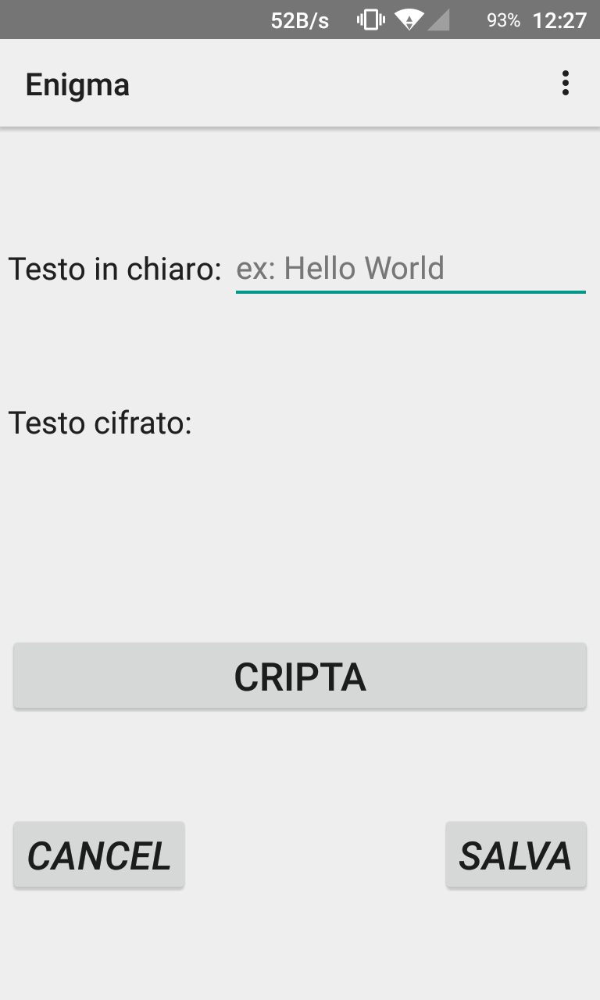 52B/s 93% 12:27
Enigma
Testo in chiaro: ex: Hello World
Testo cifrato:
CRIPTA
CANCEL SALVA